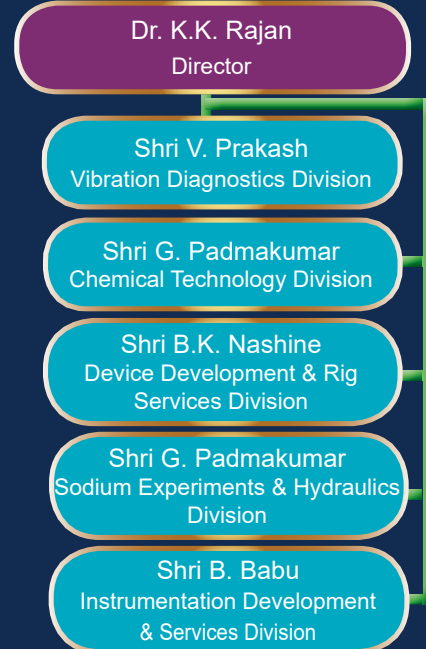 Dr. K.K. Rajan
Director
Shri V. Prakash
Vibration Diagnostics Division
Shri G. Padmakumar
Chemical Technology Division
Shri B.K. Nashine
Device Development & Rig
Services Division
Shri G. Padmakumar
Sodium Experiments & Hydraulics
Division
Shri B. Babu
Instrumentation Development
& Services Division